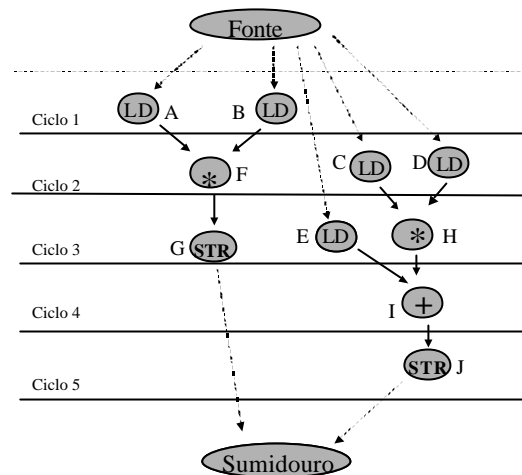 Fonte
LD A B LD
Ciclo 1
C LD D LD
* F
Ciclo 2
E LD * H
G STR
Ciclo 3
I +
Ciclo 4
STR J
Ciclo 5
Sumidouro